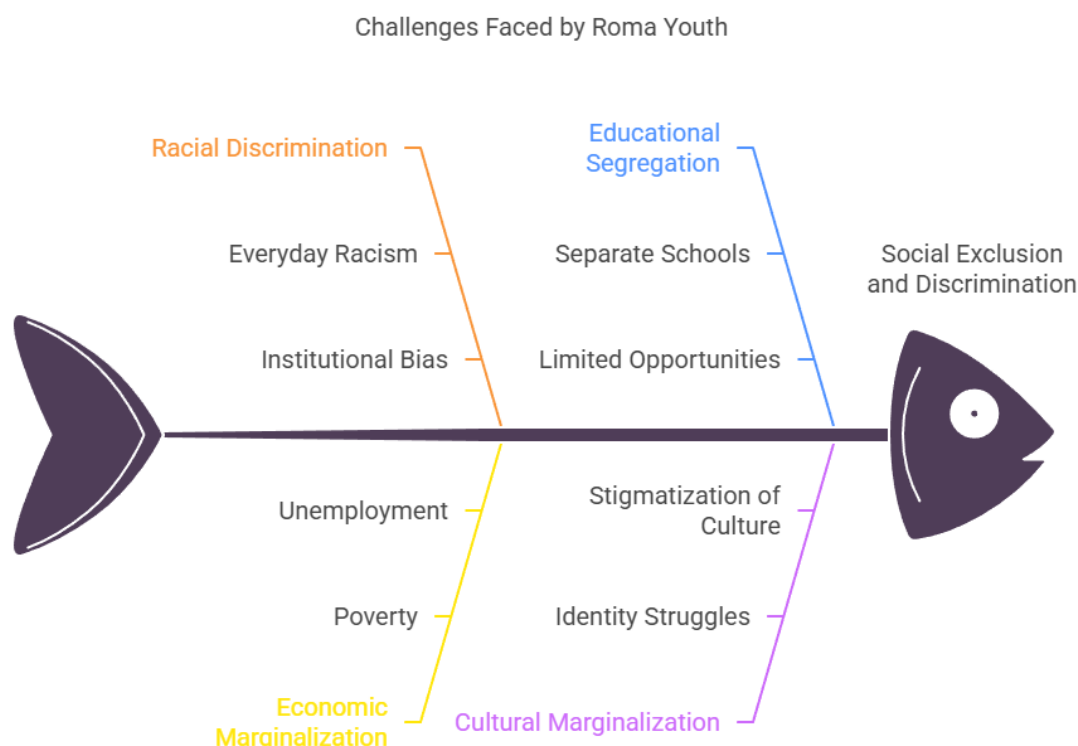 Challenges Faced by Roma Youth
Racial Discrimination
Everyday Racism
Institutional Bias
Educational
Segregation
Separate Schools
Limited Opportunities
Social Exclusion
and Discrimination
Unemployment
Poverty
Economic
Marginalization
Stigmatization of
Culture
Identity Struggles
Cultural Marginalization